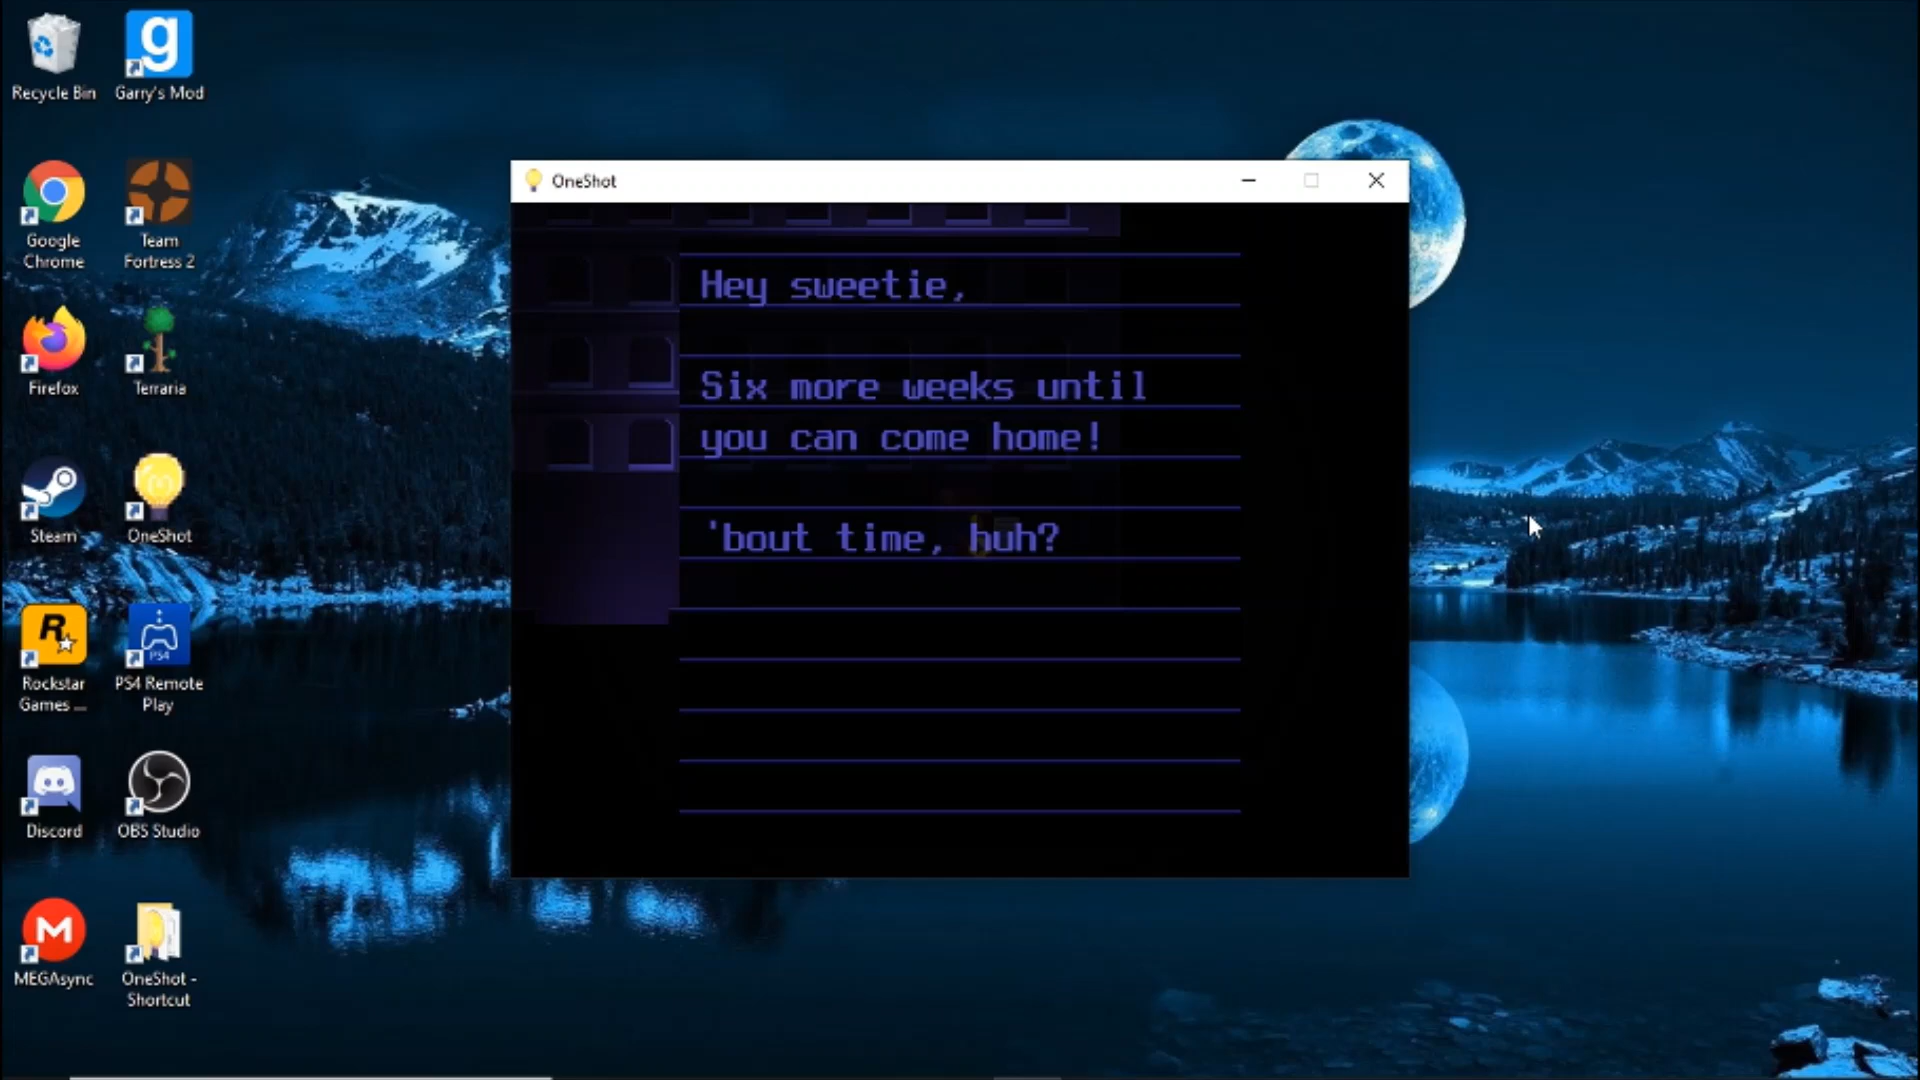 Recycle Bin
Garry's Mod
Google
Chrome
Team
Fortress 2
Firefox
Terraria
Steam
OneShot
Rockstar
Games ...
PS4
PS4 Remote
Play
Discord
OBS Studio
MEGAsync
OneShot -
Shortcut
OneShot
Hey sweetie,
Six more weeks until
you can come home!
'bout time, huh?